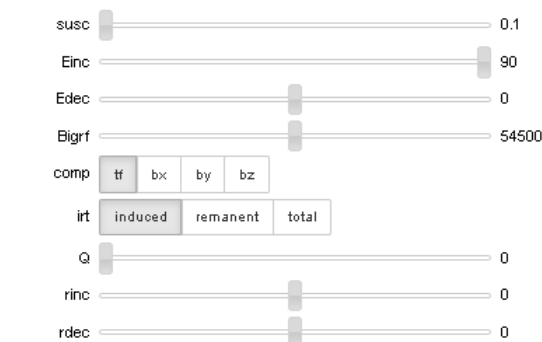 susc 0.1
Einc 90
Edec 0
Bigrf 54500
comp tf bx by bz
irt induced remanent total
Q 0
rinc 0
rdec 0